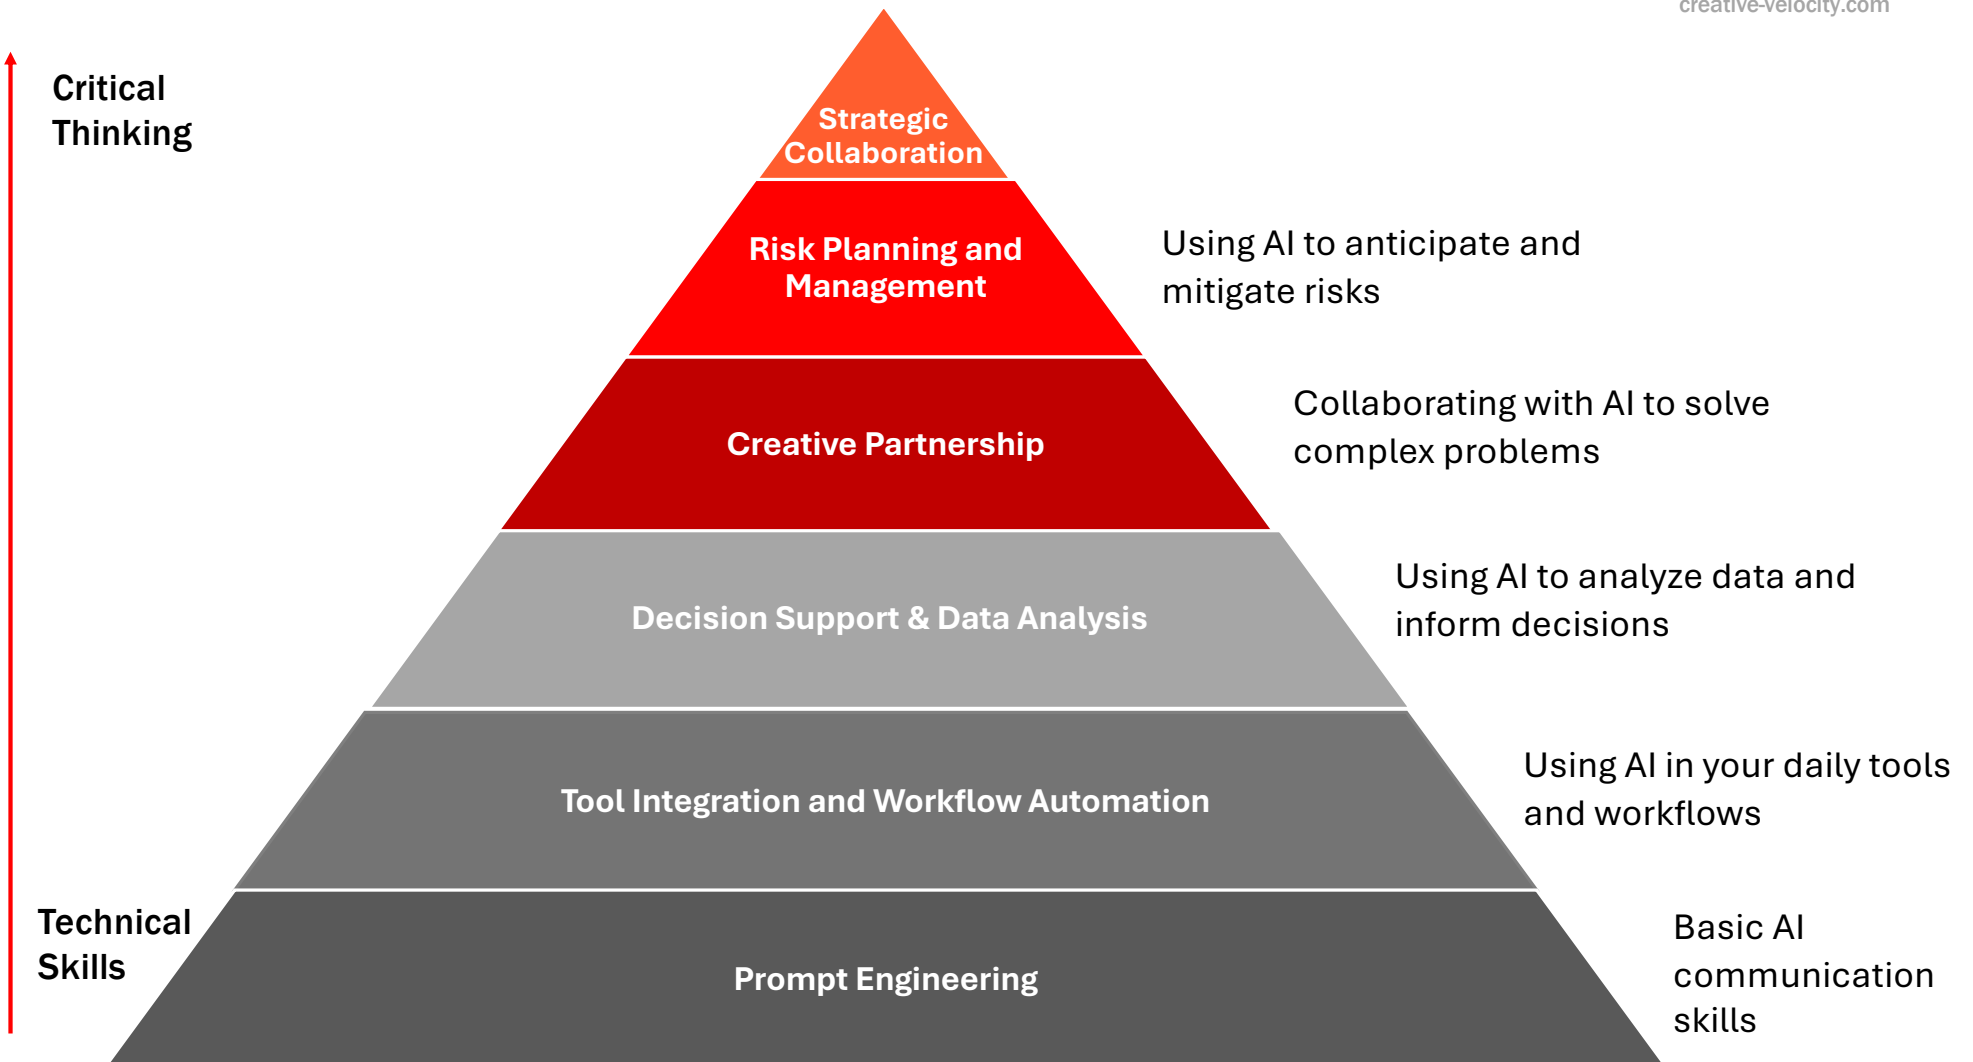 creative-velocity.com
Critical
Thinking
Strategic
Collaboration
Risk Planning and
Management
Using AI to anticipate and
mitigate risks
Creative Partnership
Collaborating with AI to solve
complex problems
Decision Support & Data Analysis
Using AI to analyze data and
inform decisions
Tool Integration and Workflow Automation
Using AI in your daily tools
and workflows
Technical
Skills
Prompt Engineering
Basic AI
communication
skills